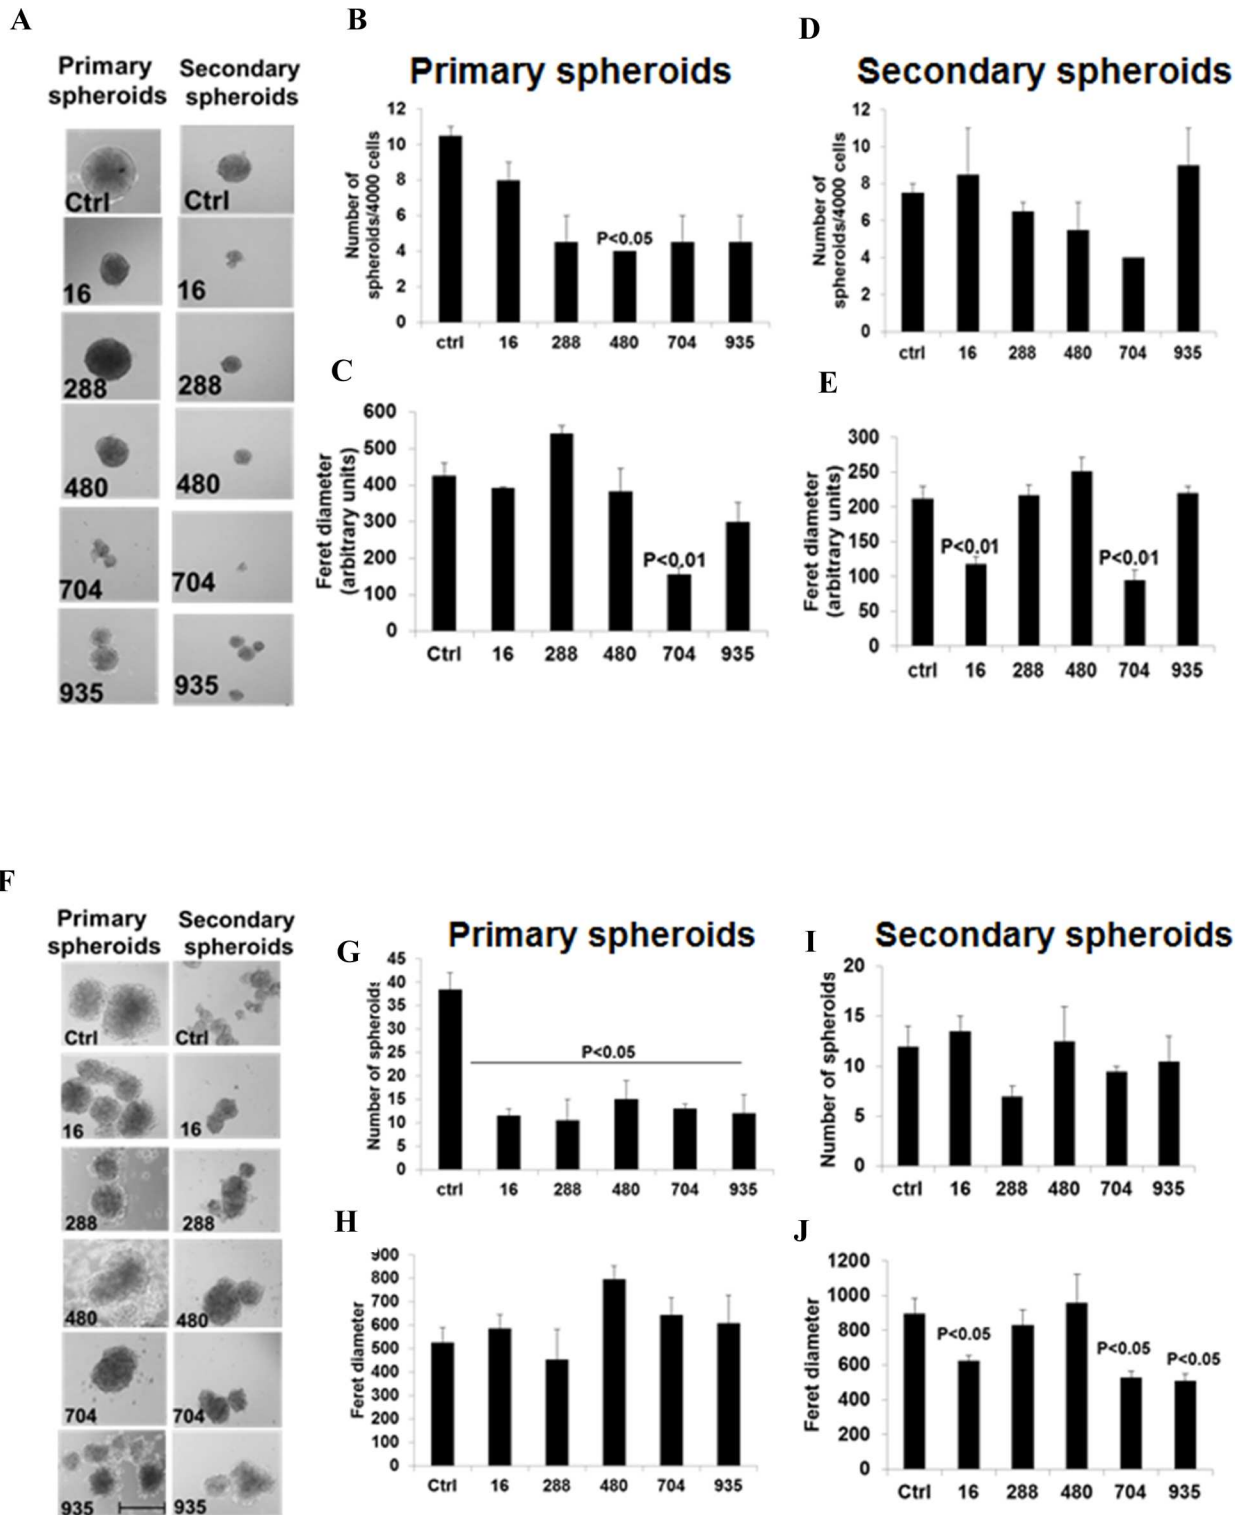 A
Primary spheroids
Secondary spheroids
Ctrl
Ctrl
16
16
288
288
480
480
704
704
935
935
B
Primary spheroids
Number of
spheroids/4000 cells
12
10
8
6
4
2
0
P<0.05
ctrl 16 288 480 704 935
C
Feret diameter
(arbitrary units)
600
500
400
300
200
100
0
P<0.01
Ctrl 16 288 480 704 935
D
Secondary spheroids
Number of
spheroids/4000 cells
12
10
8
6
4
2
0
ctrl 16 288 480 704 935
E
Feret diameter
(arbitrary units)
300
250
200
150
100
50
0
P<0.01
P<0.01
ctrl 16 288 480 704 935
F
Primary spheroids
Secondary spheroids
Ctrl
Ctrl
16
16
288
288
480
480
704
704
935
935
G
Primary spheroids
Number of spheroids
45
40
35
30
25
20
15
10
5
0
P<0.05
ctrl 16 288 480 704 935
H
Feret diameter
900
800
700
600
500
400
300
200
100
0
Ctrl 16 288 480 704 935
I
Secondary spheroids
Number of spheroids
20
15
10
5
0
ctrl 16 288 480 704 935
J
Feret diameter
1200
1000
800
600
400
200
0
P<0.05
P<0.05
P<0.05
Ctrl 16 288 480 704 935